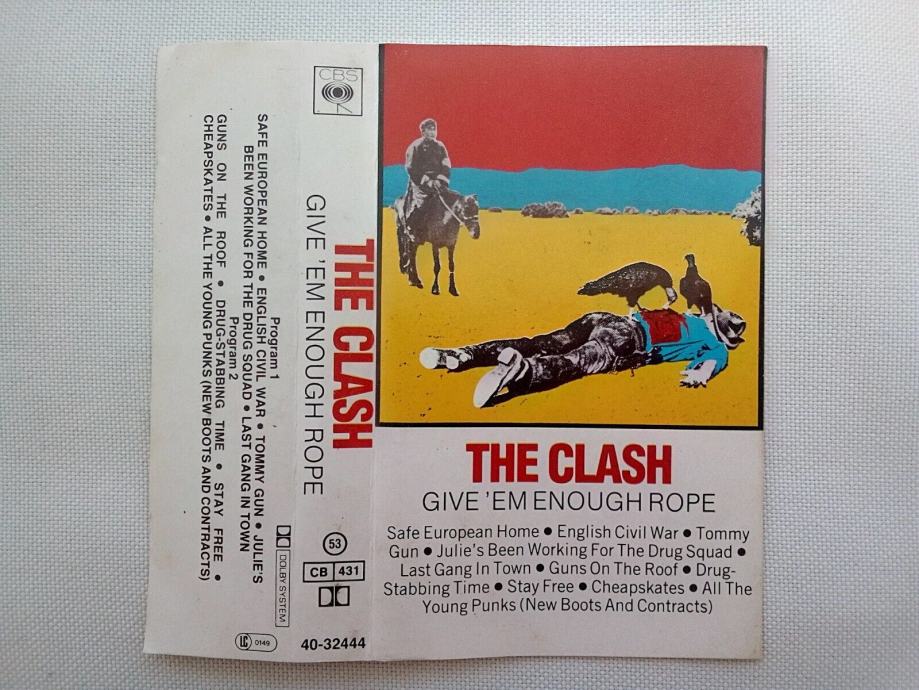 THE CLASH
GIVE 'EM ENOUGH ROPE
Safe European Home ● English Civil War ● Tommy
Gun ● Julie's Been Working For The Drug Squad ●
Last Gang In Town ● Guns On The Roof ● Drug-
Stabbing Time ● Stay Free ● Cheapskates ● All The
Young Punks (New Boots And Contracts)
CBS
THE CLASH
GIVE 'EM ENOUGH ROPE
53
CB 431
40-32444
Program 1
SAFE EUROPEAN HOME ● ENGLISH CIVIL WAR ● TOMMY GUN ● JULIE'S
BEEN WORKING FOR THE DRUG SQUAD ● LAST GANG IN TOWN
Program 2
GUNS ON THE ROOF ● DRUG-STABBING TIME ● STAY FREE ●
CHEAPSKATES ● ALL THE YOUNG PUNKS (NEW BOOTS AND CONTRACTS)
DOLBY SYSTEM
LC 0149